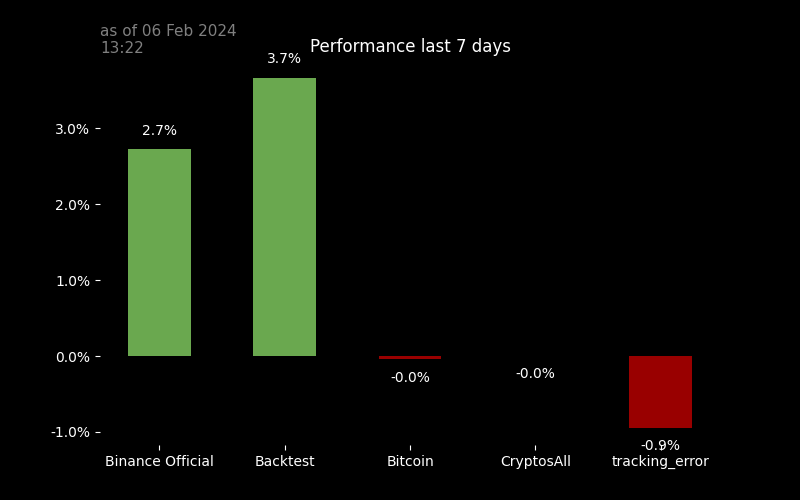 as of 06 Feb 2024
13:22
Performance last 7 days
3.7%
2.7%
3.0%
2.0%
1.0%
0.0%
-0.0%
-0.0%
-1.0%
-0.9%
Binance Official
Backtest
Bitcoin
CryptosAll
tracking_error